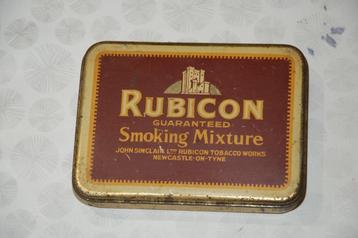 RUBICON
GUARANTEED
Smoking Mixture
JOHN SINCLAIR LTD RUBICON TOBACCO WORKS
NEWCASTLE-ON-TYNE